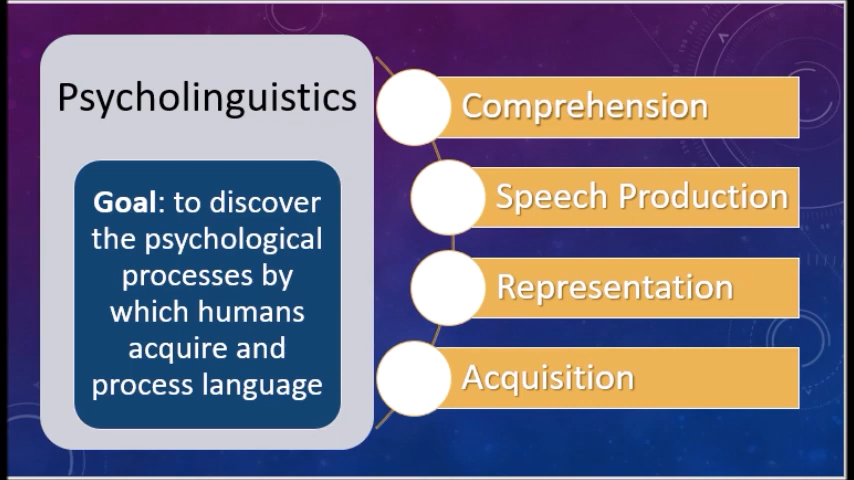 Psycholinguistics
Goal: to discover
the psychological
processes by
which humans
acquire and
process language
Comprehension
Speech Production
Representation
Acquisition